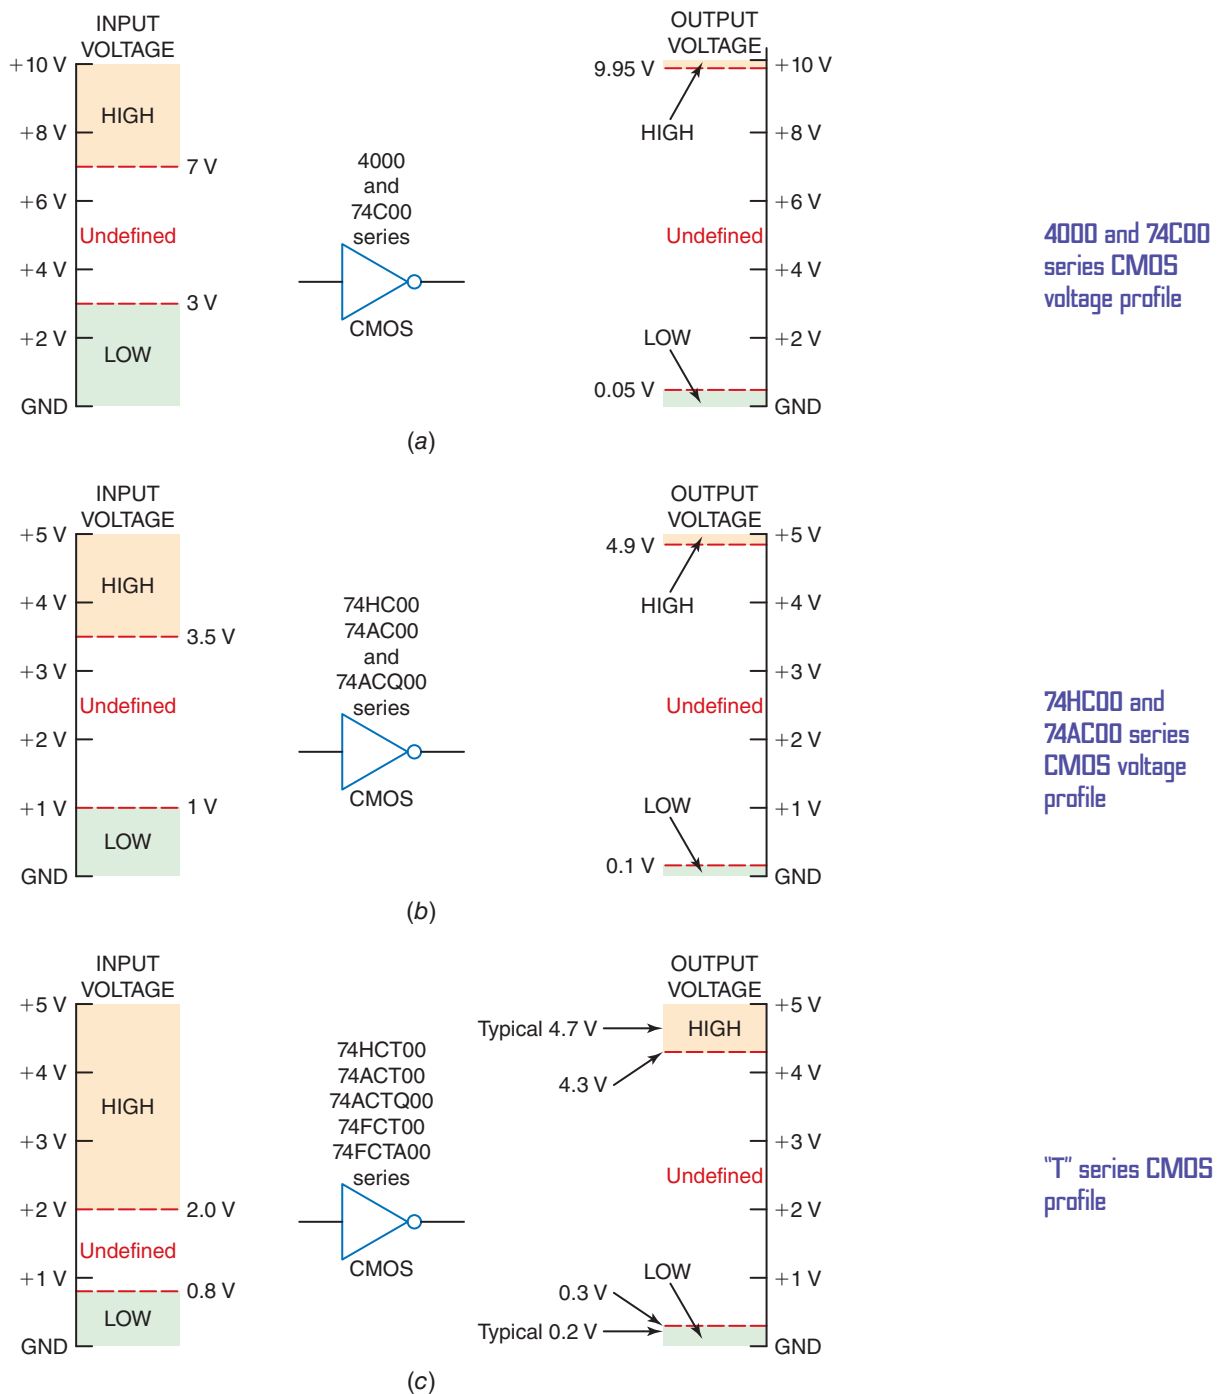 INPUT
VOLTAGE
+10 V
HIGH
+8 V
7 V
+6 V
Undefined
+4 V
3 V
+2 V
LOW
GND
4000
and
74C00
series
CMOS
OUTPUT
VOLTAGE
9.95 V
+10 V
HIGH
+8 V
+6 V
Undefined
+4 V
LOW
+2 V
0.05 V
GND
(a)
4000 and 74C00
series CMOS
voltage profile
INPUT
VOLTAGE
+5 V
HIGH
+4 V
3.5 V
+3 V
Undefined
+2 V
+1 V
1 V
LOW
GND
74HC00
74AC00
and
74ACQ00
series
CMOS
OUTPUT
VOLTAGE
+5 V
4.9 V
HIGH
+4 V
+3 V
Undefined
+2 V
LOW
+1 V
0.1 V
GND
(b)
74HC00 and
74AC00 series
CMOS voltage
profile
INPUT
VOLTAGE
+5 V
+4 V
HIGH
+3 V
+2 V
2.0 V
Undefined
+1 V
0.8 V
LOW
GND
74HCT00
74ACT00
74ACTQ00
74FCT00
74FCTA00
series
CMOS
OUTPUT
VOLTAGE
+5 V
Typical 4.7 V
HIGH
4.3 V
+4 V
+3 V
Undefined
+2 V
LOW
+1 V
0.3 V
Typical 0.2 V
GND
(c)
"T" series CMOS
profile